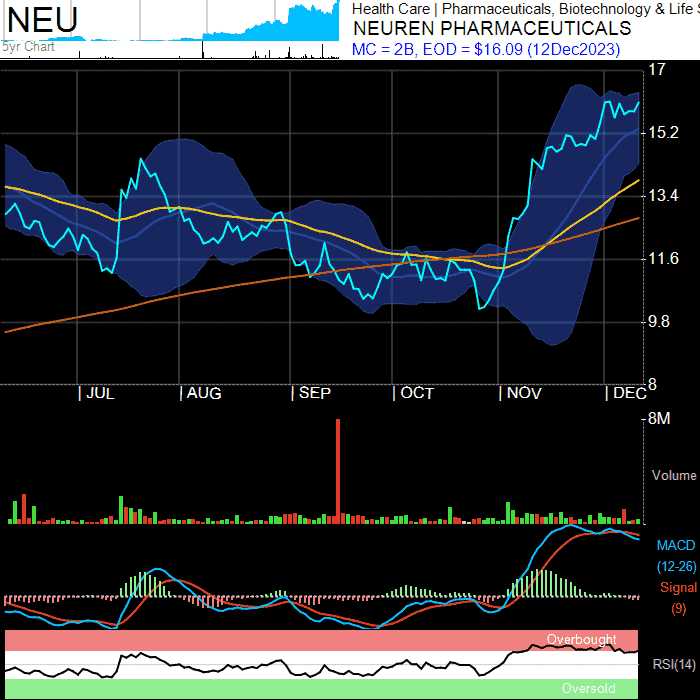 NEU
5yr Chart
Health Care | Pharmaceuticals, Biotechnology & Life S
NEUREN PHARMACEUTICALS
MC = 2B, EOD = $16.09 (12Dec2023)
17
15.2
13.4
11.6
9.8
8
JUL
AUG
SEP
OCT
NOV
DEC
8M
Volume
MACD
(12-26)
Signal
(9)
Overbought
RSI(14)
Oversold